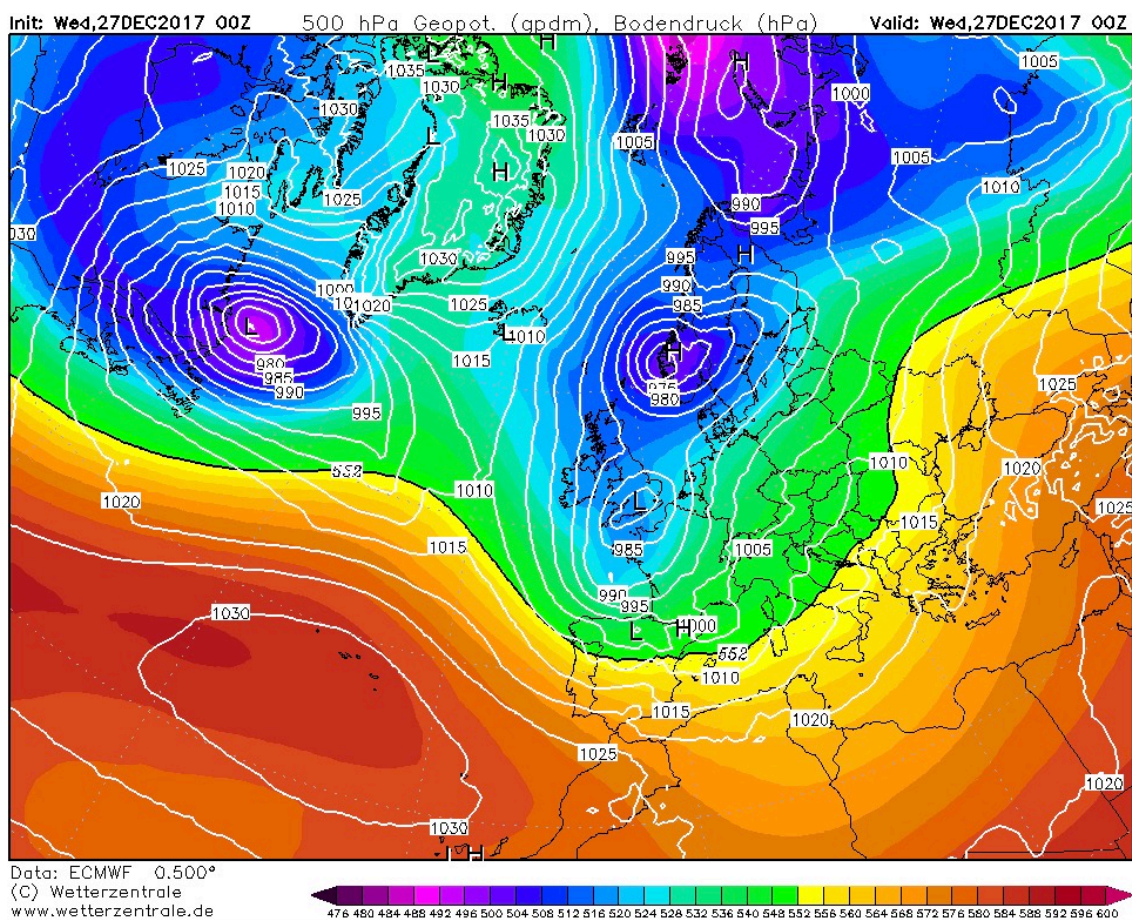 Init: Wed,27DEC2017 00Z 500 hPa Geopot. (gpdm), Bodendruck (hPa) Valid: Wed,27DEC2017 00Z
L H
1035 H 1005
1030 H 1000
1030 1035
L 1030 1005
1025 1020 H 1005
1015 1025 1010
1010 990
030 995
1030 995 H
1000 1025 990
1020 985
L L 1010
980 1015 H
985 975 1025
990 980
995
552 1010 1020
1020 1010 L 1025
1015 985 1005 1015
990
1030 995
L H 1000
552
1010
1015 1020
1025
1020
1030
L H
Data: ECMWF 0.500°
(C) Wetterzentrale
www.wetterzentrale.de
476 480 484 488 492 496 500 504 508 512 516 520 524 528 532 536 540 544 548 552 556 560 564 568 572 576 580 584 588 592 596 600